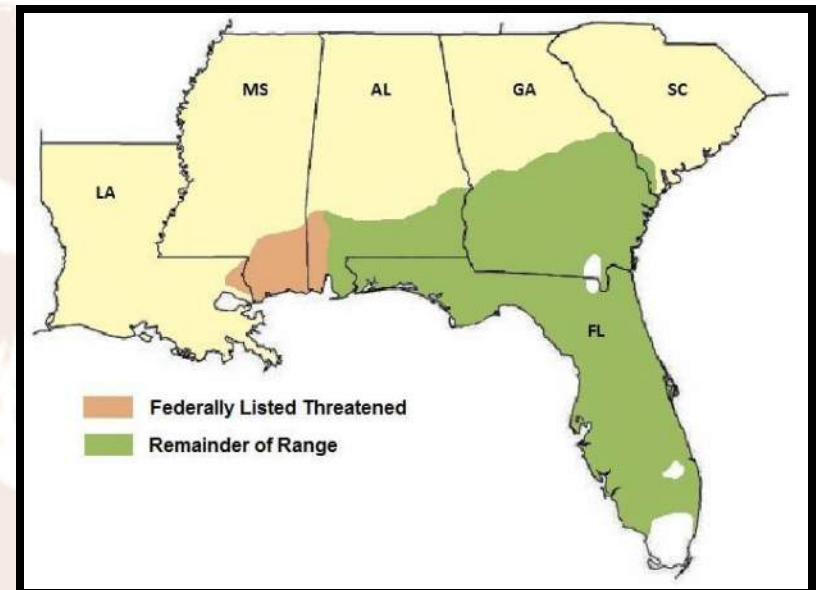 MS
AL
GA
SC
LA
FL
Federally Listed Threatened
Remainder of Range